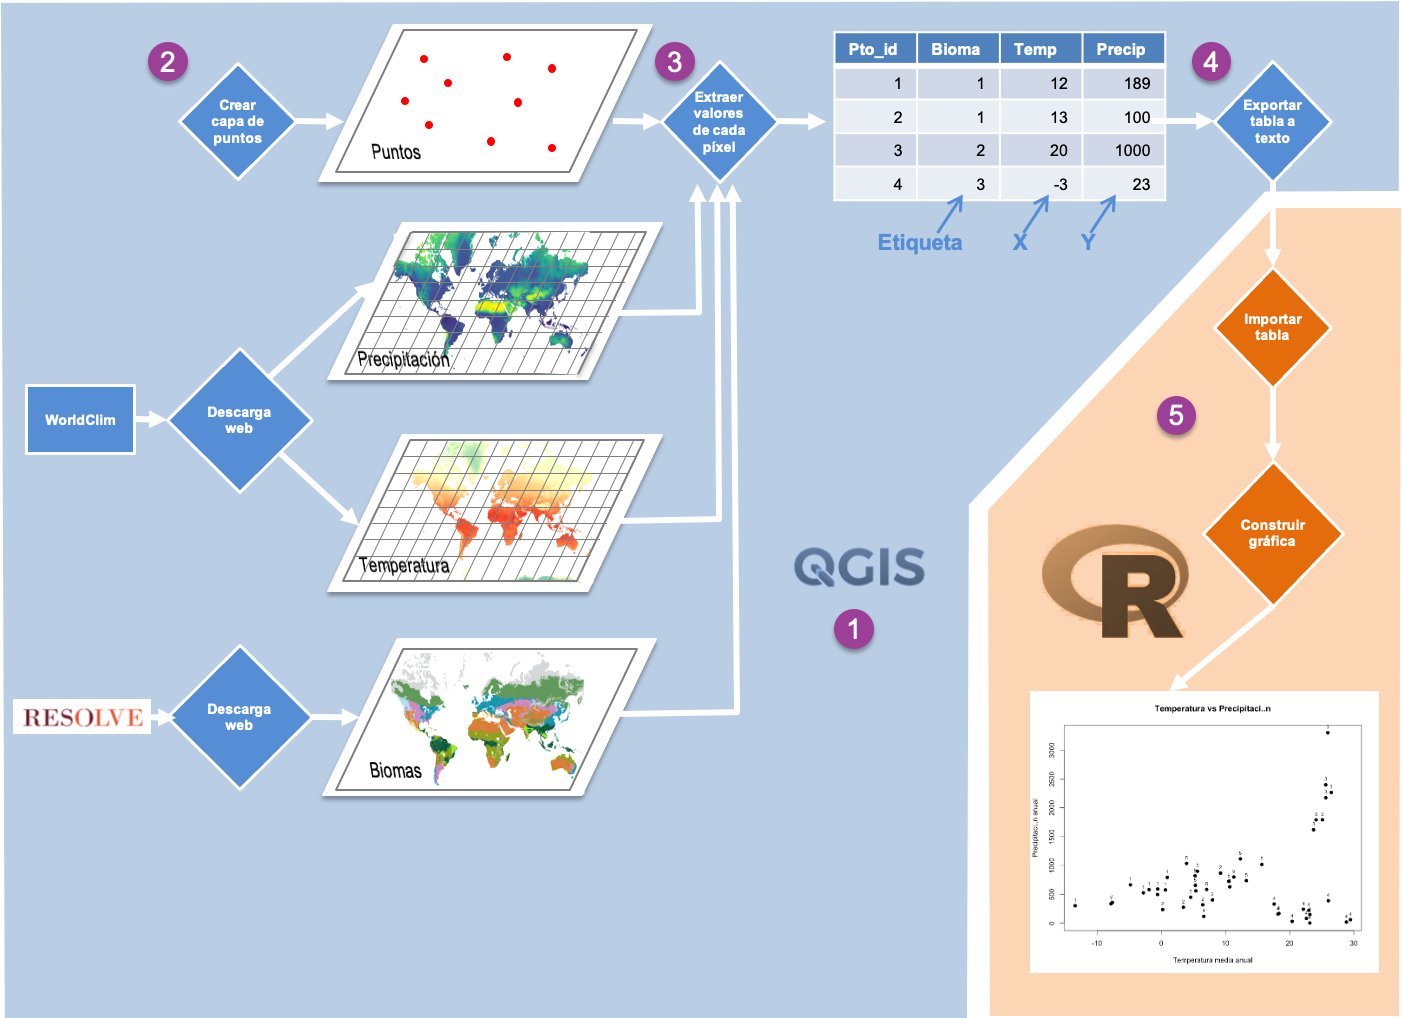 2
Crear
capa de
puntos
Puntos
3
Extraer
valores
de cada
píxel
Pto_id Bioma Temp Precip
1 1 12 189
2 1 13 100
3 2 20 1000
4 3 -3 23
Etiqueta X Y
4
Exportar
tabla a
texto
Precipitación
WorldClim
Descarga
web
Temperatura
RESOLVE
Descarga
web
Biomas
QGIS
1
Importar
tabla
5
Construir
gráfica
R
Temperatura vs Precipitaci..n
Precipitaci..n anual
3000
2500
2000
1500
1000
500
0
-10 0 10 20 30
Temperatura media anual